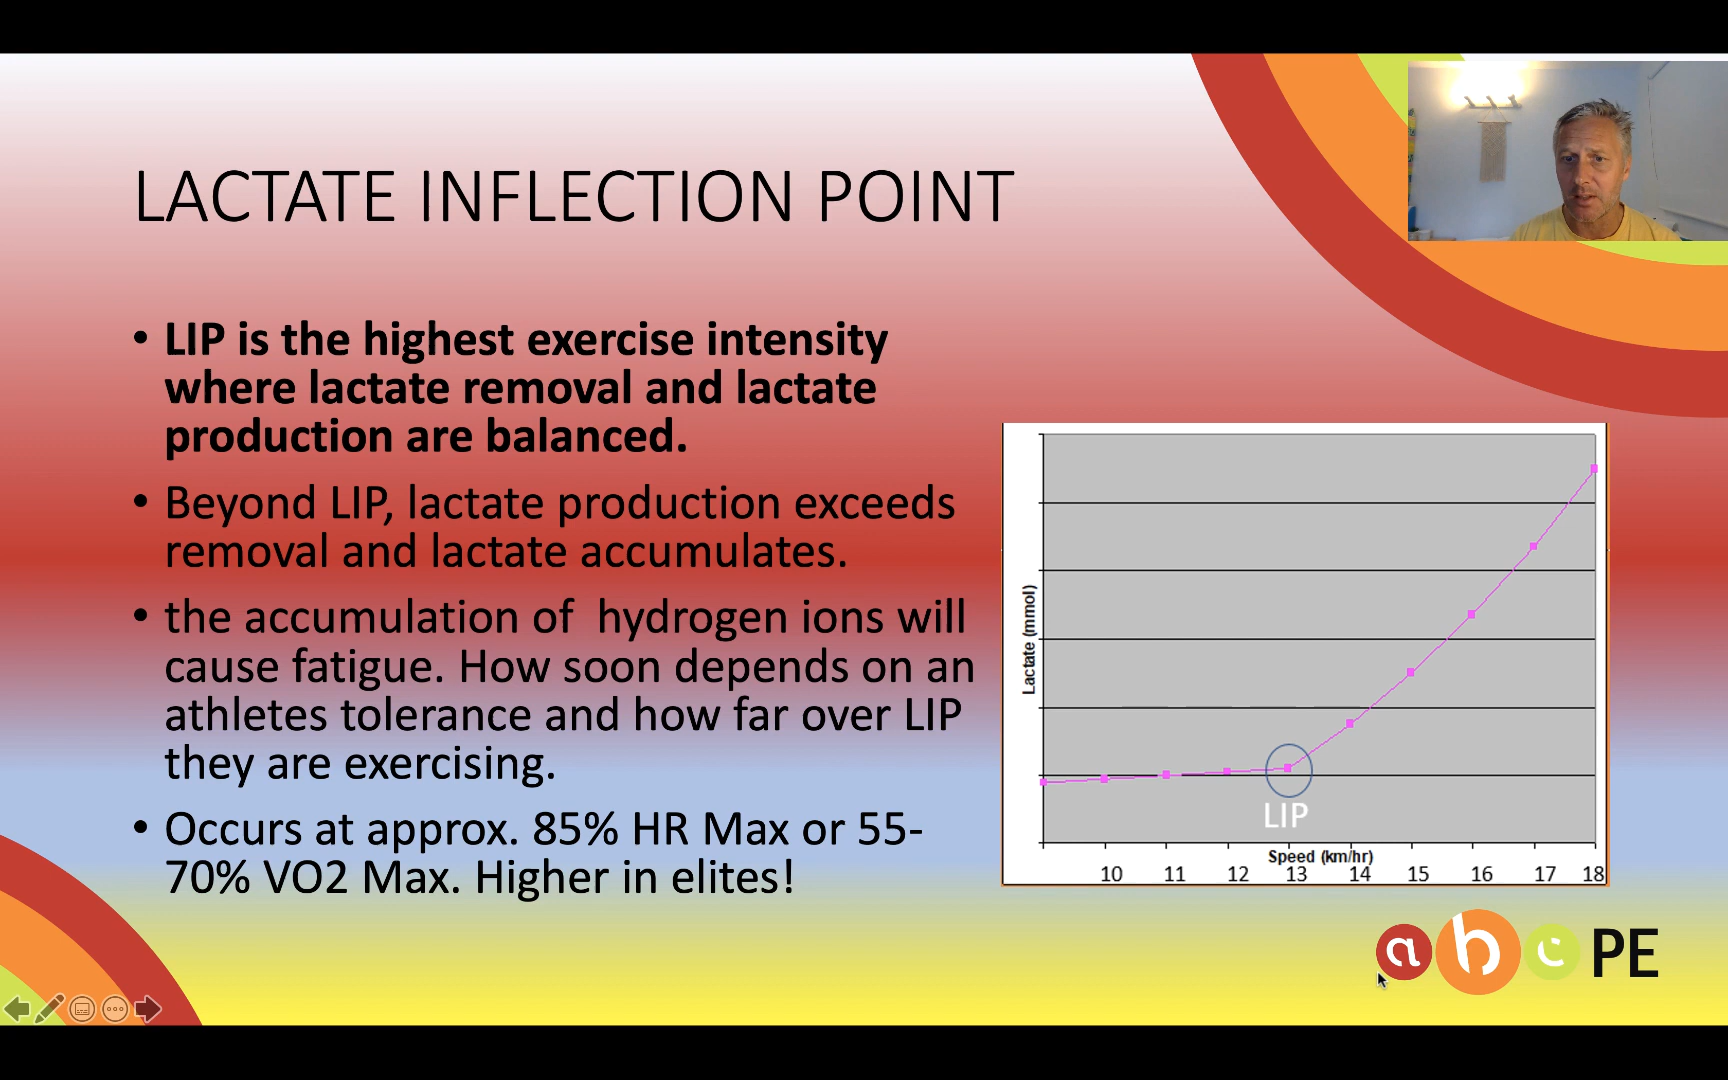 LACTATE INFLECTION POINT
• LIP is the highest exercise intensity
where lactate removal and lactate
production are balanced.
• Beyond LIP, lactate production exceeds
removal and lactate accumulates.
• the accumulation of  hydrogen ions will
cause fatigue. How soon depends on an
athletes tolerance and how far over LIP
they are exercising.
• Occurs at approx. 85% HR Max or 55-
70% VO2 Max. Higher in elites!
Lactate (mmol)
LIP
Speed (km/hr)
10 11 12 13 14 15 16 17 18
a b c PE